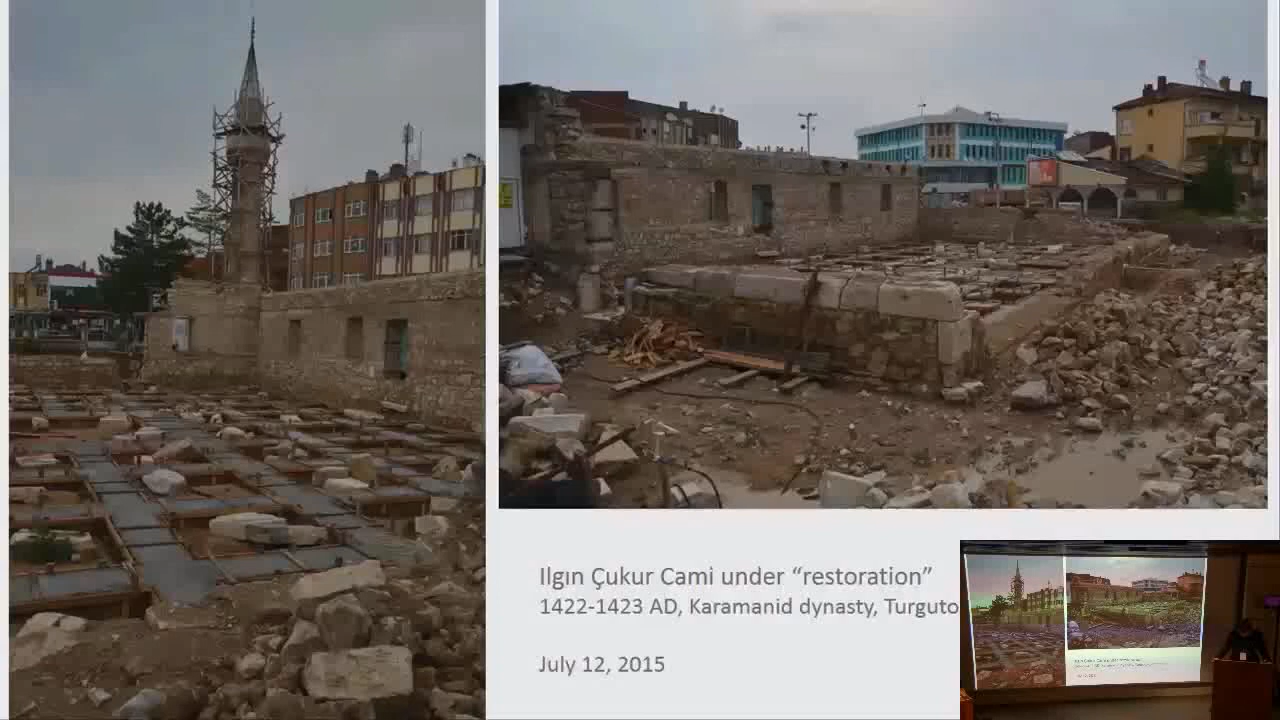 Ilgın Çukur Cami under “restoration”
1422-1423 AD, Karamanid dynasty, Turguto
July 12, 2015